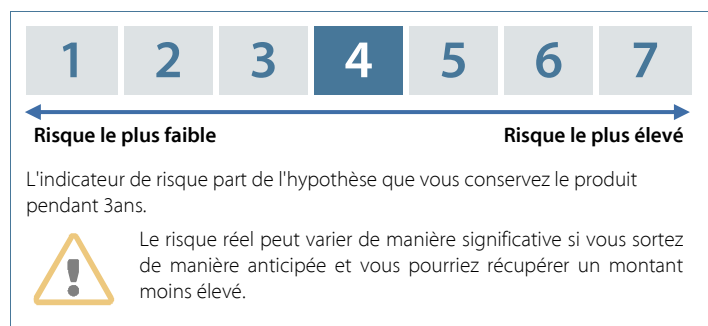 1 2 3 4 5 6 7
Risque le plus faible Risque le plus élevé
L'indicateur de risque part de l'hypothèse que vous conservez le produit
pendant 3ans.
Le risque réel peut varier de manière significative si vous sortez
de manière anticipée et vous pourriez récupérer un montant
moins élevé.